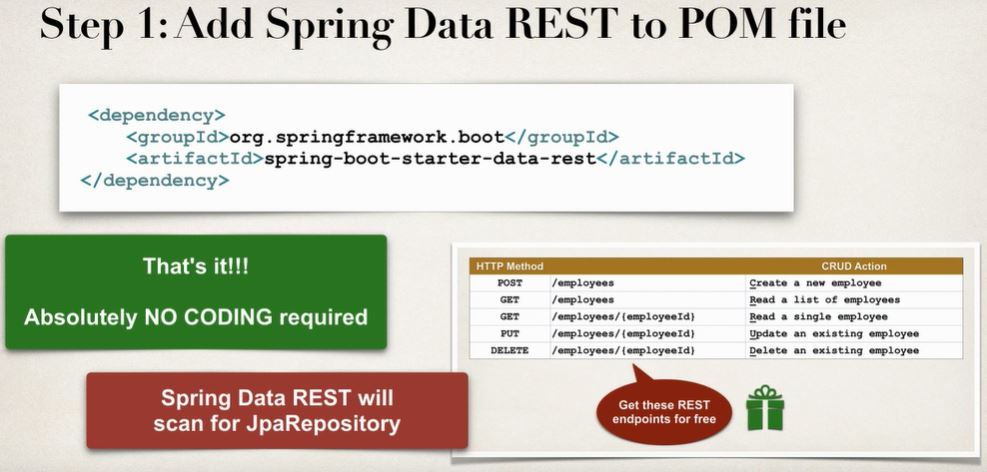 Step 1: Add Spring Data REST to POM file
<dependency>
<groupId>org.springframework.boot</groupId>
<artifactId>spring-boot-starter-data-rest</artifactId>
</dependency>
That's it!!!
Absolutely NO CODING required
Spring Data REST will
scan for JpaRepository
HTTP Method CRUD Action
POST /employees Create a new employee
GET /employees Read a list of employees
GET /employees/{employeeId} Read a single employee
PUT /employees/{employeeId} Update an existing employee
DELETE /employees/{employeeId} Delete an existing employee
Get these REST
endpoints for free